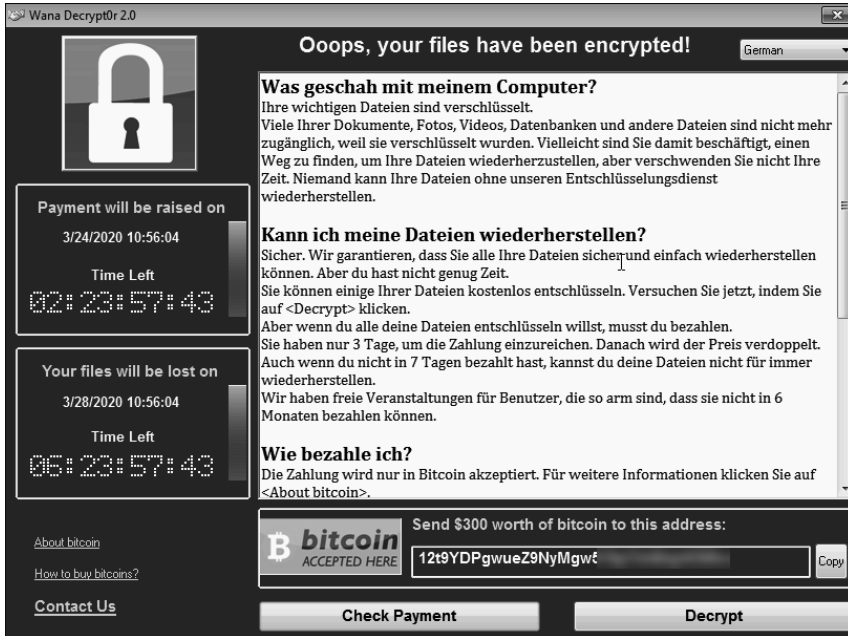 Wana Decrypt0r 2.0
Ooops, your files have been encrypted!
German
Payment will be raised on
3/24/2020 10:56:04
Time Left
02:23:57:43
Your files will be lost on
3/28/2020 10:56:04
Time Left
06:23:57:43
About bitcoin
How to buy bitcoins?
Contact Us
Was geschah mit meinem Computer?
Ihre wichtigen Dateien sind verschlüsselt.
Viele Ihrer Dokumente, Fotos, Videos, Datenbanken und andere Dateien sind nicht mehr
zugänglich, weil sie verschlüsselt wurden. Vielleicht sind Sie damit beschäftigt, einen
Weg zu finden, um Ihre Dateien wiederherzustellen, aber verschwenden Sie nicht Ihre
Zeit. Niemand kann Ihre Dateien ohne unseren Entschlüsselungsdienst
wiederherstellen.
Kann ich meine Dateien wiederherstellen?
Sicher. Wir garantieren, dass Sie alle Ihre Dateien sicher und einfach wiederherstellen
können. Aber du hast nicht genug Zeit.
Sie können einige Ihrer Dateien kostenlos entschlüsseln. Versuchen Sie jetzt, indem Sie
auf <Decrypt> klicken.
Aber wenn du alle deine Dateien entschlüsseln willst, musst du bezahlen.
Sie haben nur 3 Tage, um die Zahlung einzureichen. Danach wird der Preis verdoppelt.
Auch wenn du nicht in 7 Tagen bezahlt hast, kannst du deine Dateien nicht für immer
wiederherstellen.
Wir haben freie Veranstaltungen für Benutzer, die so arm sind, dass sie nicht in 6
Monaten bezahlen können.
Wie bezahle ich?
Die Zahlung wird nur in Bitcoin akzeptiert. Für weitere Informationen klicken Sie auf
<About bitcoin>.
bitcoin
ACCEPTED HERE
Send $300 worth of bitcoin to this address:
12t9YDPgwueZ9NyMgw5
Copy
Check Payment
Decrypt